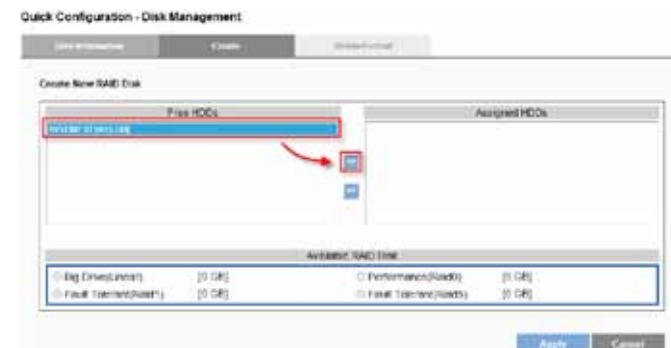 Quick Configuration - Disk Management
Create
Create New RAID Disk
Free HDDs
Assigned HDDs
Available RAID Disk
Big Drive(Linear) [0 GB]
Performance(Raid0) [0 GB]
Fault Tolerant(Raid1) [0 GB]
Fault Tolerant(Raid5) [0 GB]
Apply
Cancel